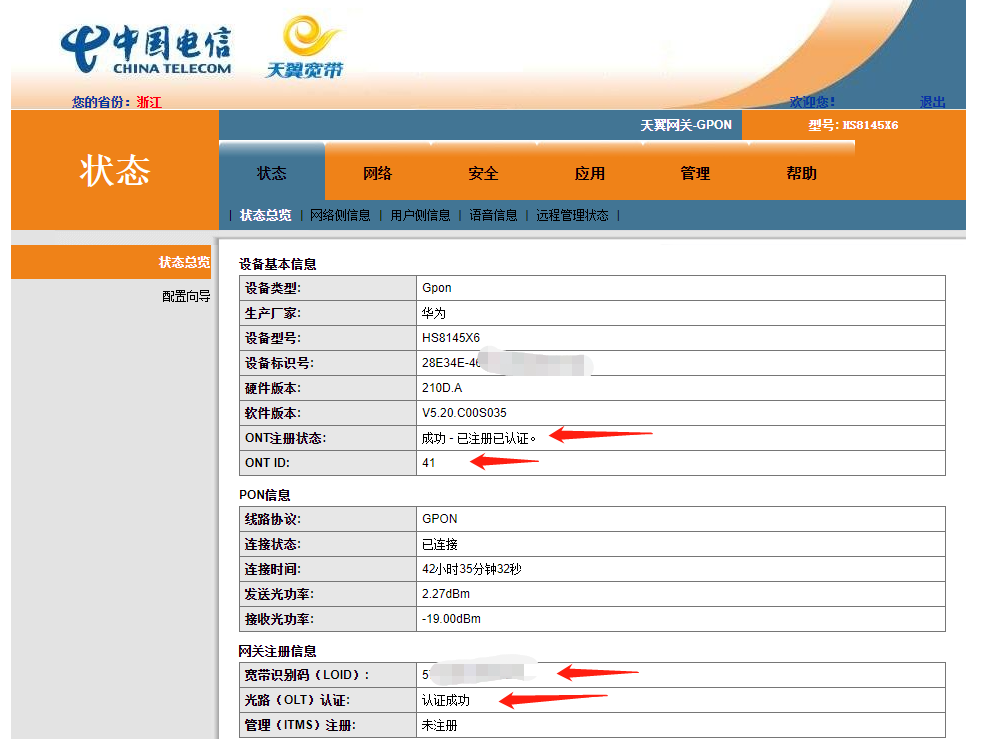 中国电信
CHINA TELECOM
天翼宽带
您的省份：浙江
欢迎您！
退出
天翼网关-GPON
型号: HS8145X6
状态
状态 网络 安全 应用 管理 帮助
| 状态总览 | 网络侧信息 | 用户侧信息 | 语音信息 | 远程管理状态 |
状态总览
配置向导
设备基本信息
设备类型: Gpon
生产厂家: 华为
设备型号: HS8145X6
设备标识号: 28E34E-46
硬件版本: 210D.A
软件版本: V5.20.C00S035
ONT注册状态: 成功 - 已注册已认证。
ONT ID: 41
PON信息
线路协议: GPON
连接状态: 已连接
连接时间: 42小时35分钟32秒
发送光功率: 2.27dBm
接收光功率: -19.00dBm
网关注册信息
宽带识别码（LOID）: 5
光路（OLT）认证: 认证成功
管理（ITMS）注册: 未注册